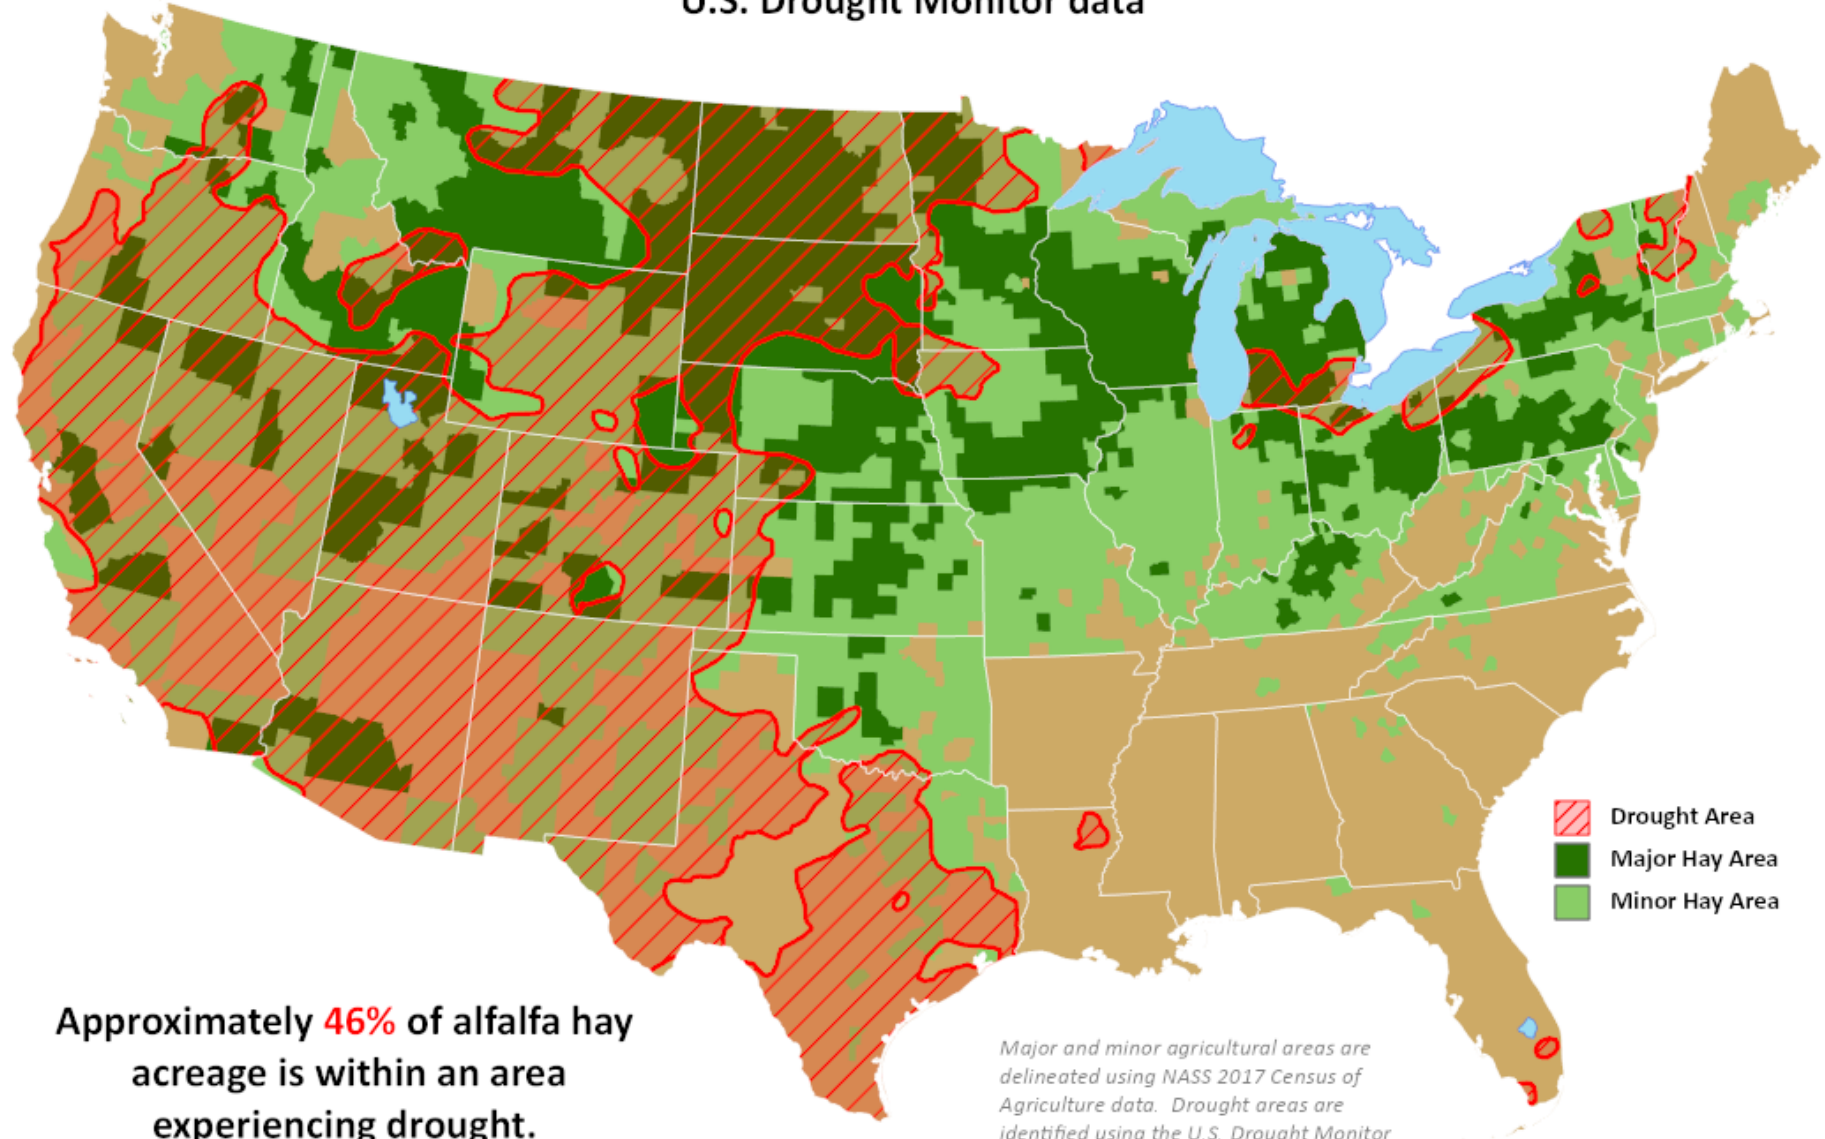 U.S. Drought Monitor data
Drought Area
Major Hay Area
Minor Hay Area
Approximately 46% of alfalfa hay
acreage is within an area
experiencing drought.
Major and minor agricultural areas are
delineated using NASS 2017 Census of
Agriculture data. Drought areas are
identified using the U.S. Drought Monitor